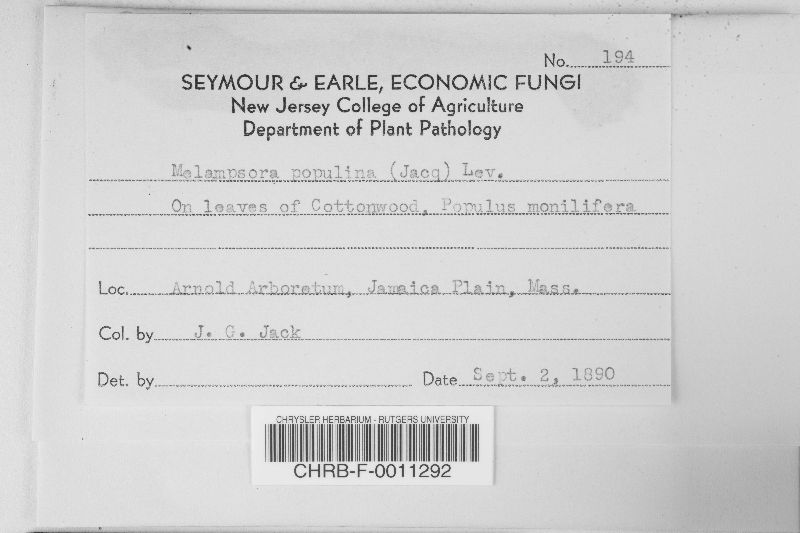 No. 194
SEYMOUR & EARLE, ECONOMIC FUNGI
New Jersey College of Agriculture
Department of Plant Pathology
Melampsora populina (Jacq) Lev.
On leaves of Cottonwood, Populus monilifera
Loc. Arnold Arboretum, Jamaica Plain, Mass.
Col. by J. G. Jack
Det. by
Date Sept. 2, 1890
CHRYSLER HERBARIUM - RUTGERS UNIVERSITY
CHRB-F-0011292